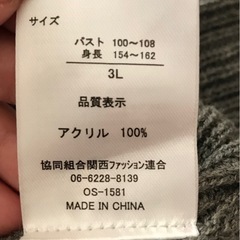 サイズ
バスト 100～108
身長 154～162
3L
品質表示
アクリル 100%
協同組合関西ファッション連合
06-6228-8139
OS-1581
MADE IN CHINA